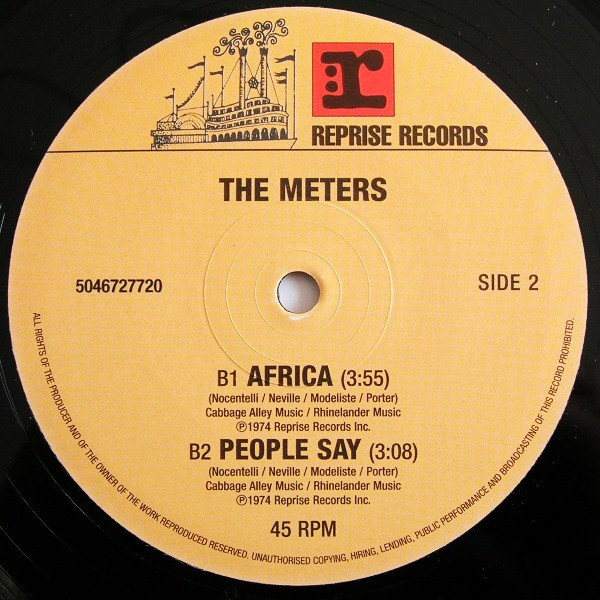 r
REPRISE RECORDS
THE METERS
5046727720
SIDE 2
B1 AFRICA (3:55)
(Nocentelli / Neville / Modeliste / Porter)
Cabbage Alley Music / Rhinelander Music
℗1974 Reprise Records Inc.
B2 PEOPLE SAY (3:08)
(Nocentelli / Neville / Modeliste / Porter)
Cabbage Alley Music / Rhinelander Music
℗1974 Reprise Records Inc.
45 RPM
ALL RIGHTS OF THE PRODUCER AND OF THE OWNER OF THE WORK REPRODUCED RESERVED. UNAUTHORISED COPYING, HIRING, LENDING, PUBLIC PERFORMANCE AND BROADCASTING OF THIS RECORD PROHIBITED.